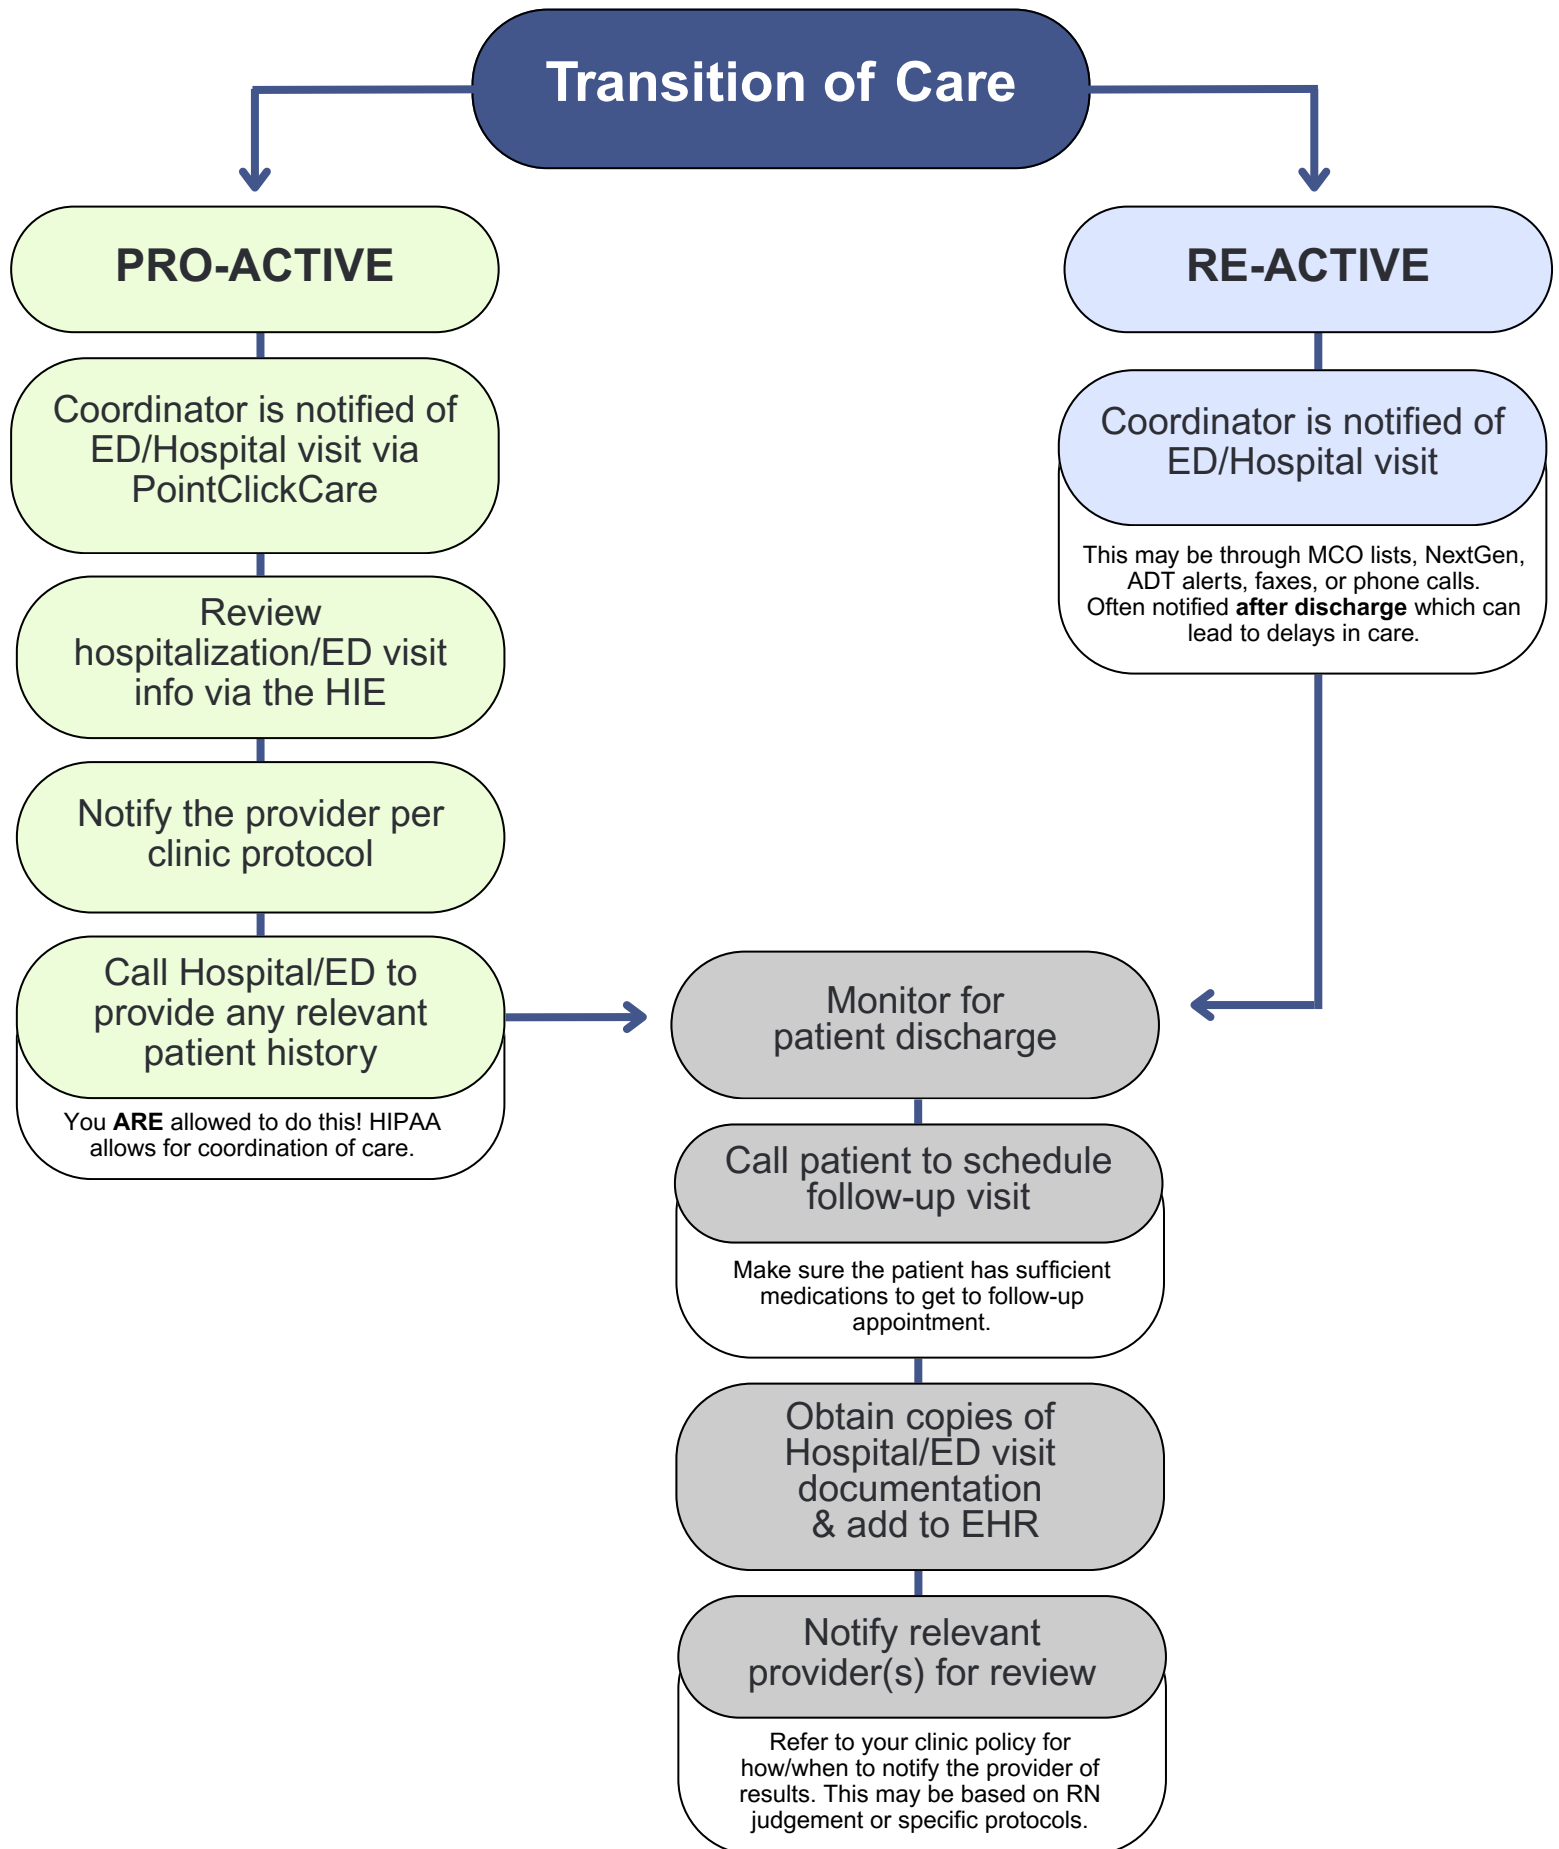 Transition of Care
PRO-ACTIVE
Coordinator is notified of
ED/Hospital visit via
PointClickCare
Review
hospitalization/ED visit
info via the HIE
Notify the provider per
clinic protocol
Call Hospital/ED to
provide any relevant
patient history
You ARE allowed to do this! HIPAA
allows for coordination of care.
RE-ACTIVE
Coordinator is notified of
ED/Hospital visit
This may be through MCO lists, NextGen,
ADT alerts, faxes, or phone calls.
Often notified after discharge which can
lead to delays in care.
Monitor for
patient discharge
Call patient to schedule
follow-up visit
Make sure the patient has sufficient
medications to get to follow-up
appointment.
Obtain copies of
Hospital/ED visit
documentation
& add to EHR
Notify relevant
provider(s) for review
Refer to your clinic policy for
how/when to notify the provider of
results. This may be based on RN
judgement or specific protocols.